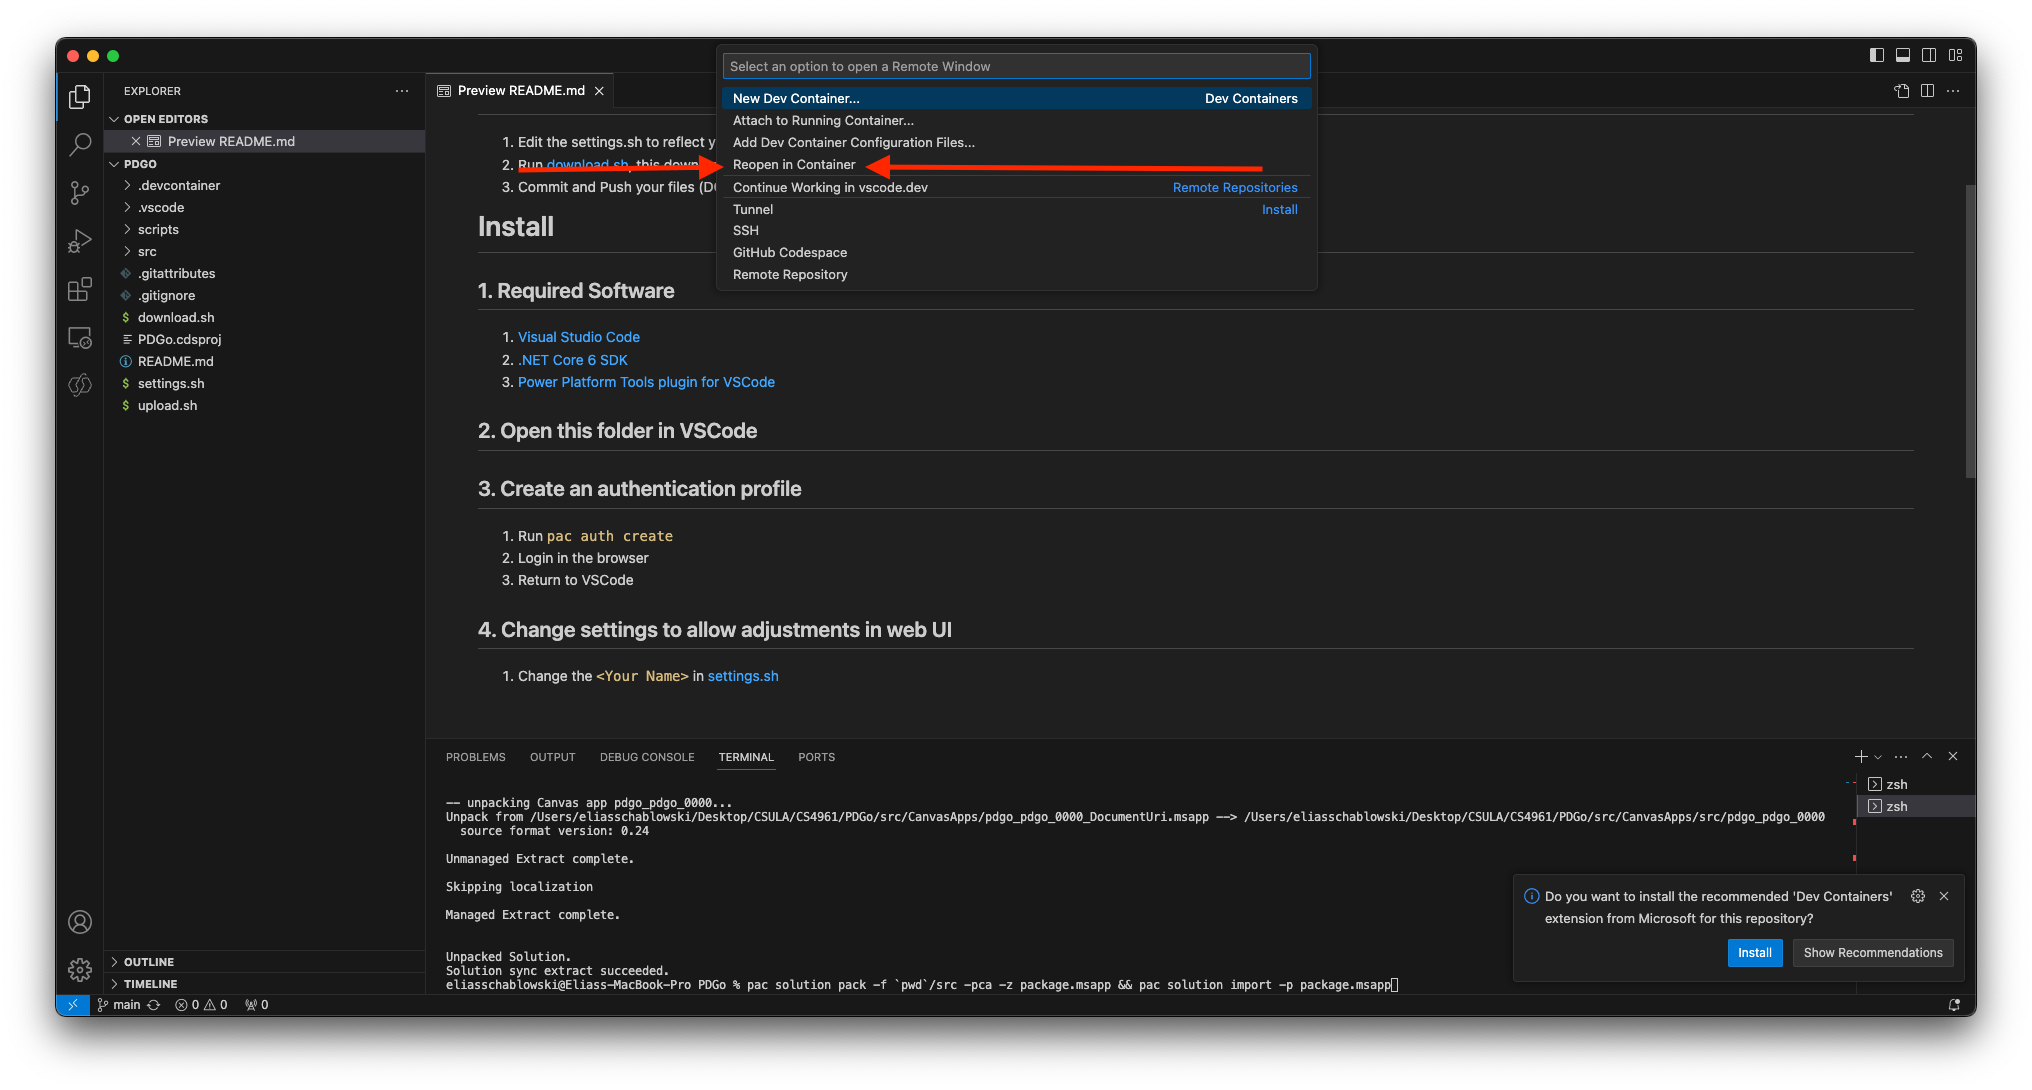 Select an option to open a Remote Window
New Dev Container... Dev Containers
Attach to Running Container...
Add Dev Container Configuration Files...
Reopen in Container
Continue Working in vscode.dev Remote Repositories
Tunnel Install
SSH
GitHub Codespace
Remote Repository
EXPLORER
OPEN EDITORS
Preview README.md
PDGO
.devcontainer
.vscode
scripts
src
.gitattributes
.gitignore
download.sh
PDGo.cdsproj
README.md
settings.sh
upload.sh
OUTLINE
TIMELINE
Preview README.md
1. Edit the settings.sh to reflect
2. Run download.sh, this
3. Commit and Push your files
Install
1. Required Software
1. Visual Studio Code
2. .NET Core 6 SDK
3. Power Platform Tools plugin for VSCode
2. Open this folder in VSCode
3. Create an authentication profile
1. Run pac auth create
2. Login in the browser
3. Return to VSCode
4. Change settings to allow adjustments in web UI
1. Change the <Your Name> in settings.sh
PROBLEMS OUTPUT DEBUG CONSOLE TERMINAL PORTS
zsh
zsh
-- unpacking Canvas app pdgo_pdgo_0000...
Unpack from /Users/eliasschablowski/Desktop/CSULA/CS4961/PDGo/src/CanvasApps/pdgo_pdgo_0000_DocumentUri.msapp --> /Users/eliasschablowski/Desktop/CSULA/CS4961/PDGo/src/CanvasApps/src/pdgo_pdgo_0000
source format version: 0.24
Unmanaged Extract complete.
Skipping localization
Managed Extract complete.
Unpacked Solution.
Solution sync extract succeeded.
eliasschablowski@Eliass-MacBook-Pro PDGo % pac solution pack -f `pwd`/src -pca -z package.msapp && pac solution import -p package.msapp
Do you want to install the recommended 'Dev Containers'
extension from Microsoft for this repository?
Install Show Recommendations
main 0 0 0